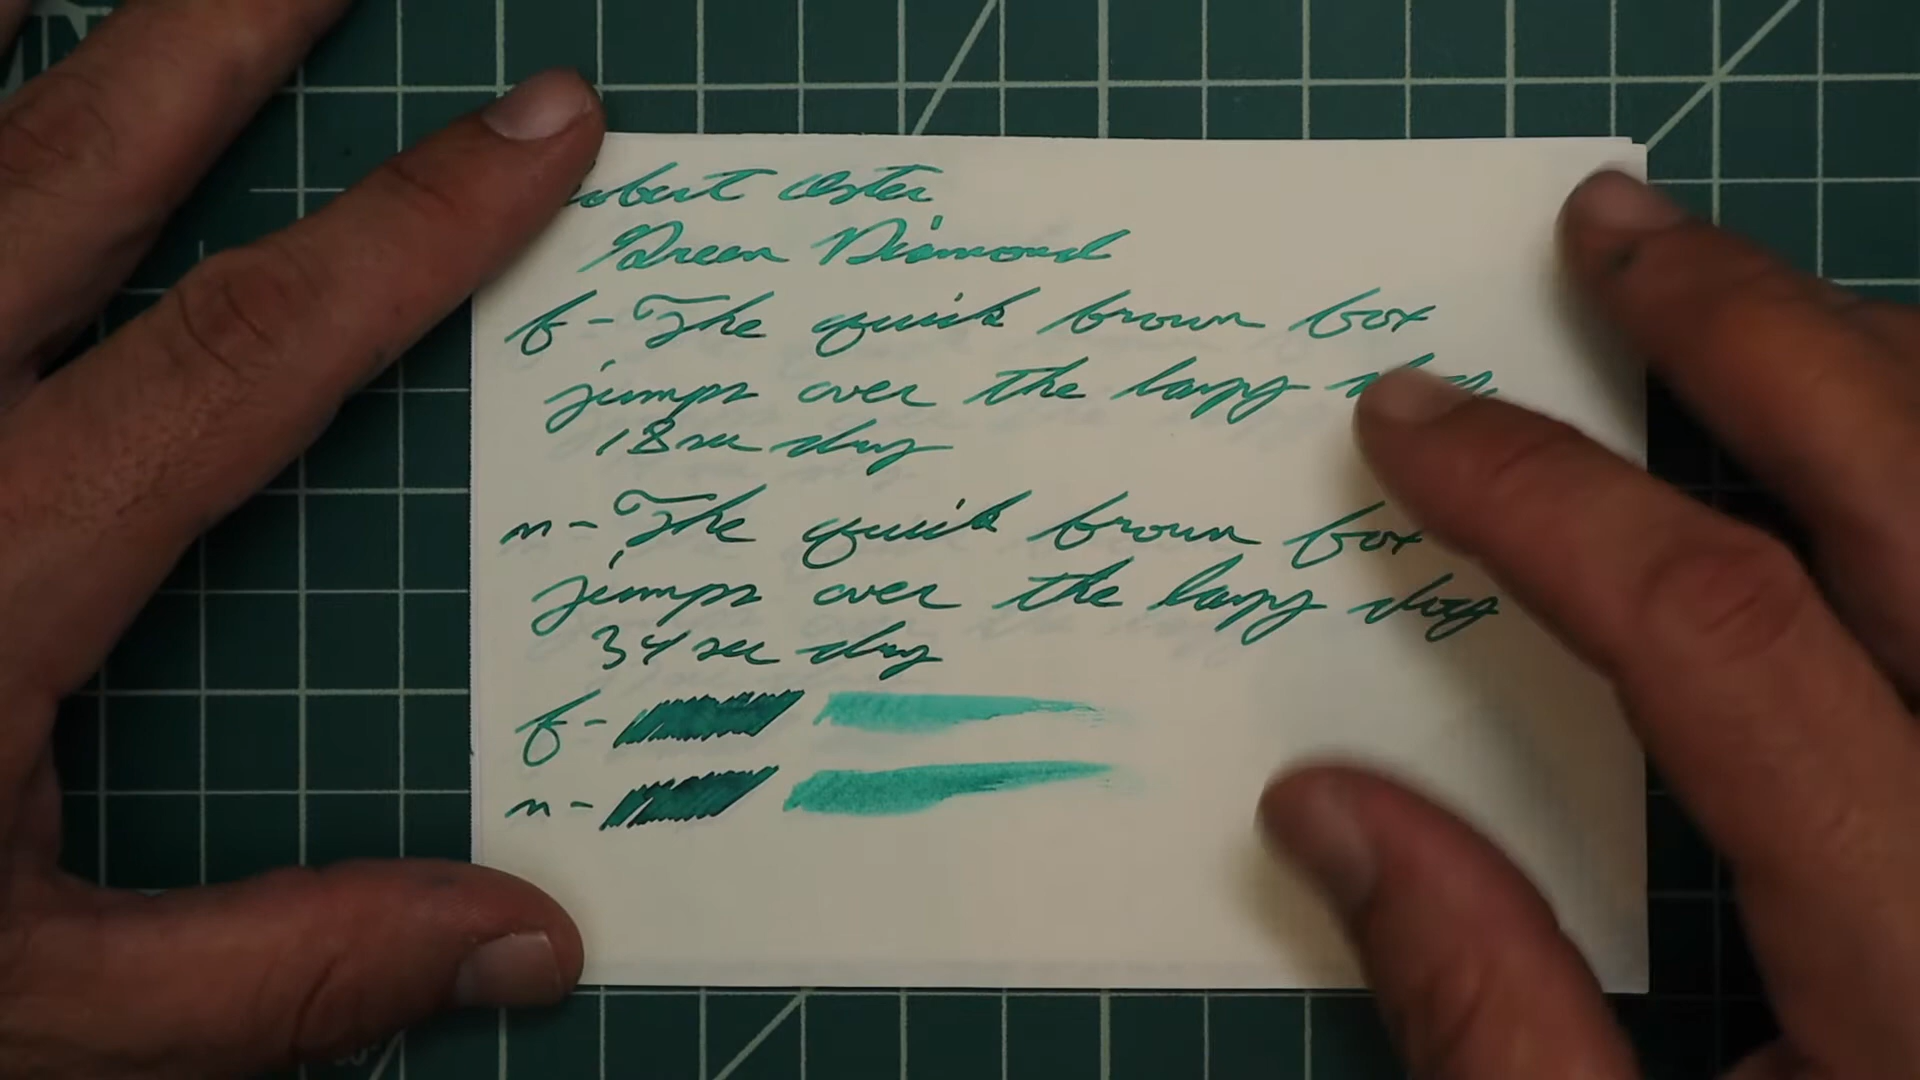 Robert Oster
Green Diamond
f - The quick brown fox
jumps over the lazy dog
18 sec dry
m - The quick brown fox
jumps over the lazy dog
34 sec dry
f -
m -